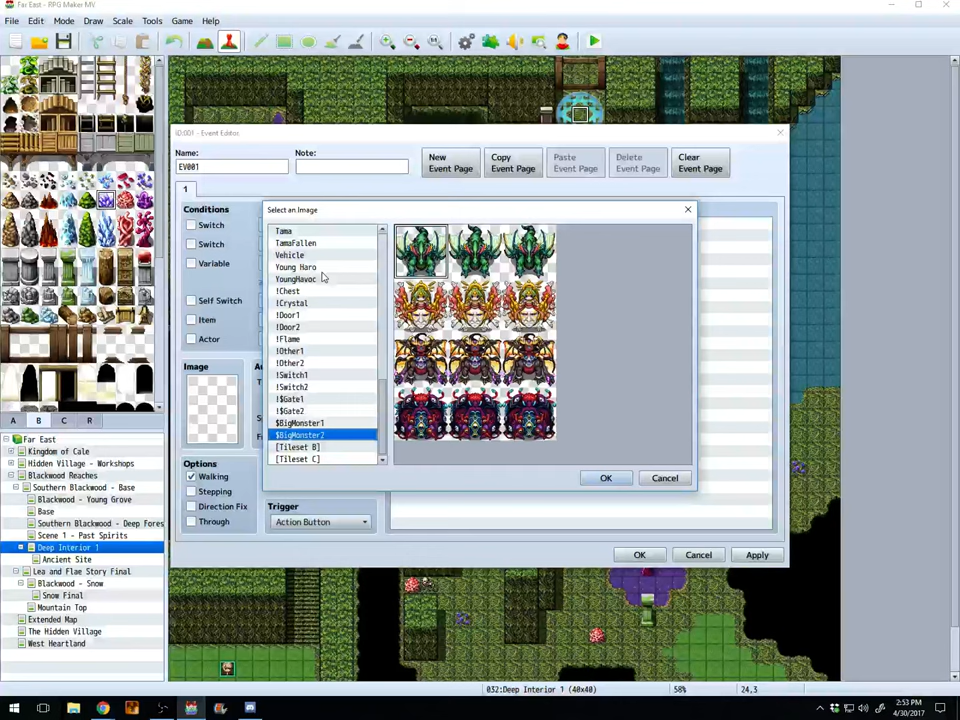 Far East - RPG Maker MV
File Edit Mode Draw Scale Tools Game Help
ID:001 - Event Editor
Name:
Note:
EV001
New
Event Page
Copy
Event Page
Paste
Event Page
Delete
Event Page
Clear
Event Page
1
Conditions
Switch
Switch
Variable
Self Switch
Item
Actor
Image
Options
Walking
Stepping
Direction Fix
Through
Trigger
Action Button
OK
Cancel
Apply
Select an Image
Tama
TamaFallen
Vehicle
Young Haro
YoungHavoc
!Chest
!Crystal
!Door1
!Door2
!Flame
!Other1
!Other2
!Switch1
!Switch2
!$Gate1
!$Gate2
$BigMonster1
$BigMonster2
[Tileset B]
[Tileset C]
OK
Cancel
A B C R
Far East
Kingdom of Cale
Hidden Village - Workshops
Blackwood Reaches
Southern Blackwood - Base
Blackwood - Young Grove
Base
Southern Blackwood - Deep Fores
Scene 1 - Past Spirits
Deep Interior 1
Ancient Site
Lea and Flae Story Final
Blackwood - Snow
Snow Final
Mountain Top
Extended Map
The Hidden Village
West Heartland
032:Deep Interior 1 (40x40)
58%
24,3
2:53 PM
4/30/2017